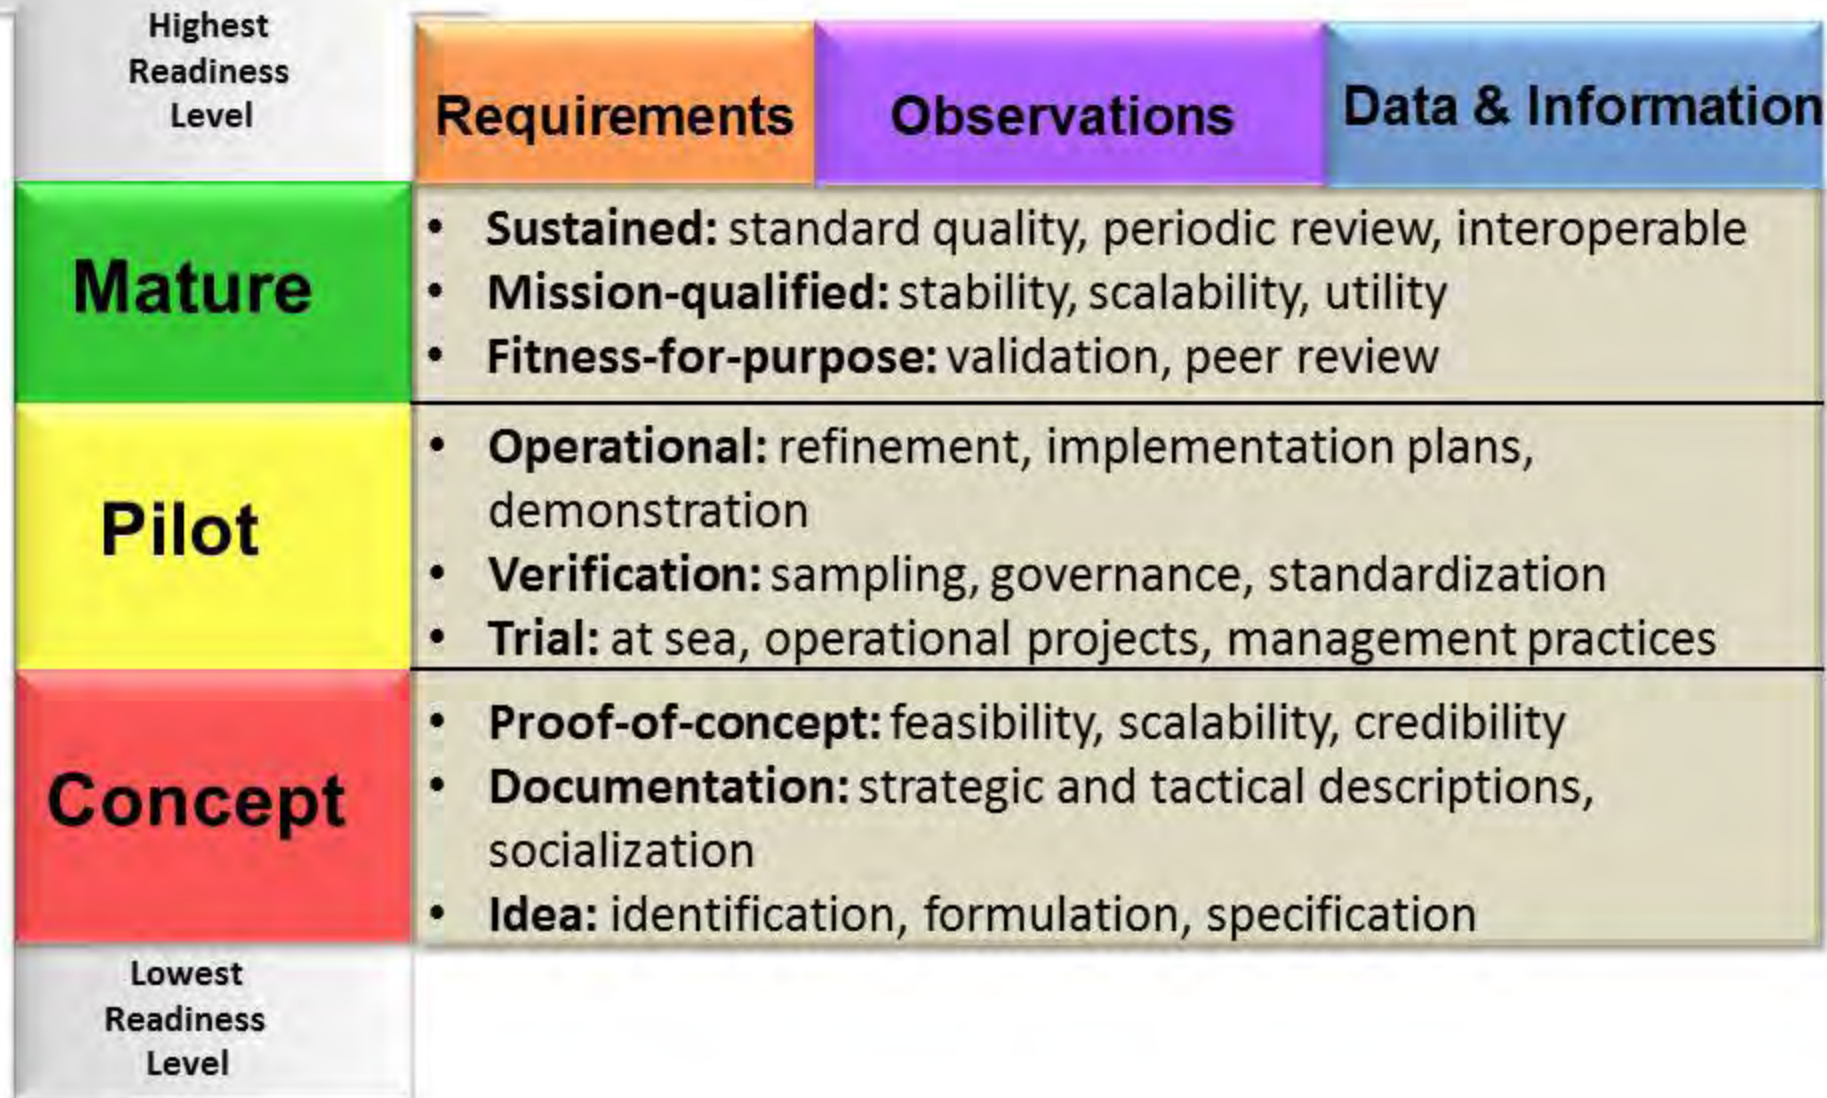 Highest
Readiness
Level
Requirements
Observations
Data & Information
Mature
• Sustained: standard quality, periodic review, interoperable
• Mission-qualified: stability, scalability, utility
• Fitness-for-purpose: validation, peer review
Pilot
• Operational: refinement, implementation plans,
demonstration
• Verification: sampling, governance, standardization
• Trial: at sea, operational projects, management practices
Concept
• Proof-of-concept: feasibility, scalability, credibility
• Documentation: strategic and tactical descriptions,
socialization
• Idea: identification, formulation, specification
Lowest
Readiness
Level